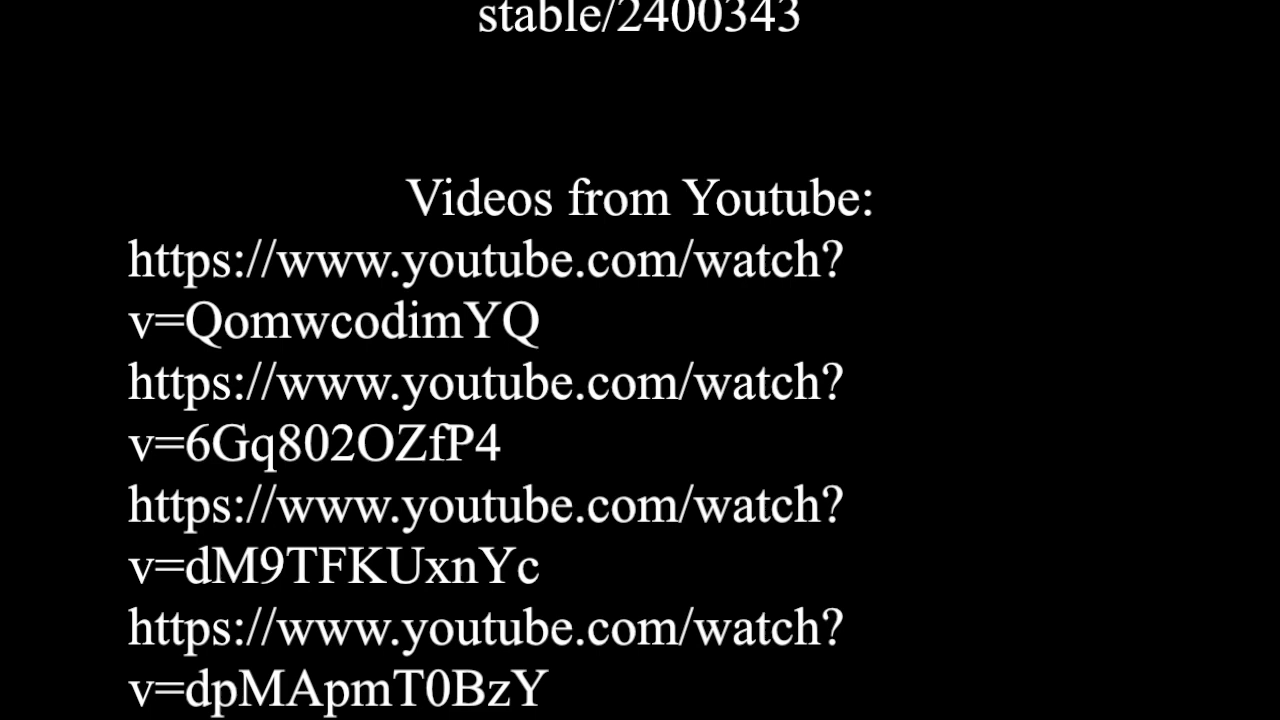 stable/2400343
Videos from Youtube:
https://www.youtube.com/watch?
v=QomwcodimYQ
https://www.youtube.com/watch?
v=6Gq802OZfP4
https://www.youtube.com/watch?
v=dM9TFKUxnYc
https://www.youtube.com/watch?
v=dpMApmT0BzY